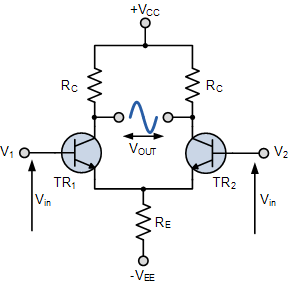 +VCC
RC RC
VOUT
V1 V2
TR1 TR2
Vin Vin
RE
-VEE